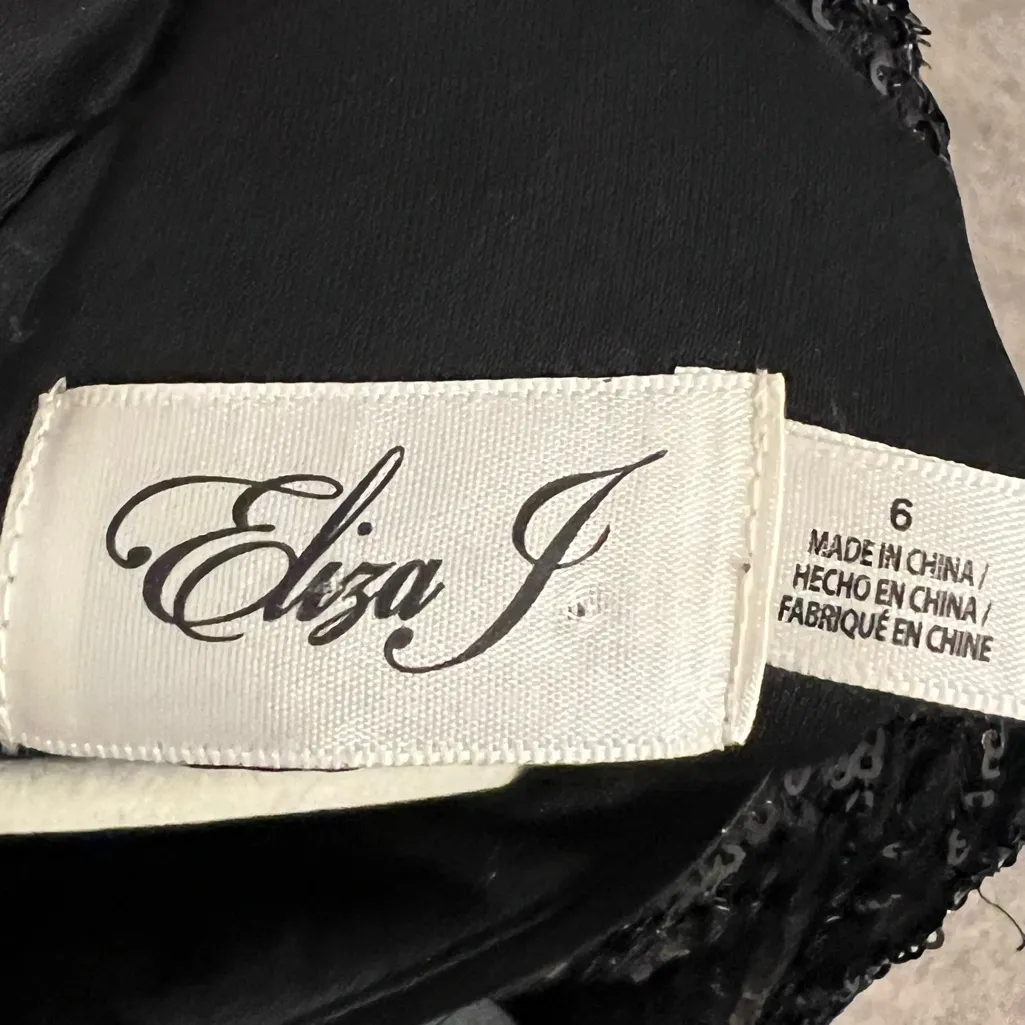 Eliza J
6
MADE IN CHINA /
HECHO EN CHINA /
FABRIQUÉ EN CHINE